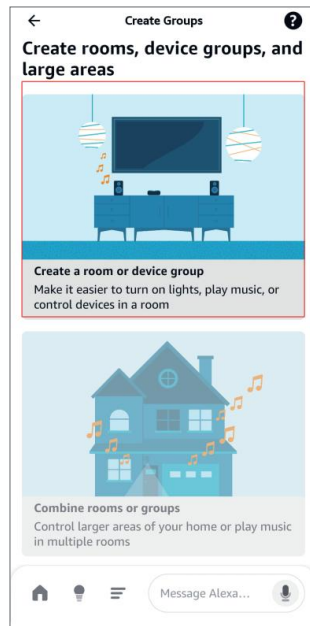 Create Groups
?
Create rooms, device groups, and
large areas
Create a room or device group
Make it easier to turn on lights, play music, or
control devices in a room
Combine rooms or groups
Control larger areas of your home or play music
in multiple rooms
Message Alexa...